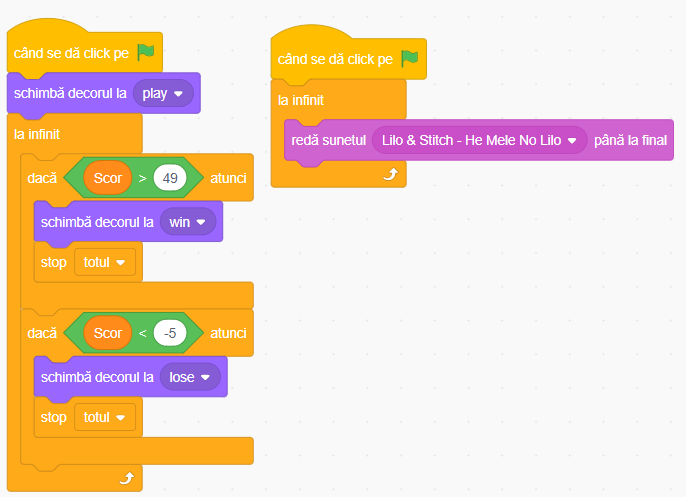 când se dă click pe
schimbă decorul la play
la infinit
dacă Scor > 49 atunci
schimbă decorul la win
stop totul
dacă Scor < -5 atunci
schimbă decorul la lose
stop totul
când se dă click pe
la infinit
redă sunetul Lilo & Stitch - He Mele No Lilo până la final